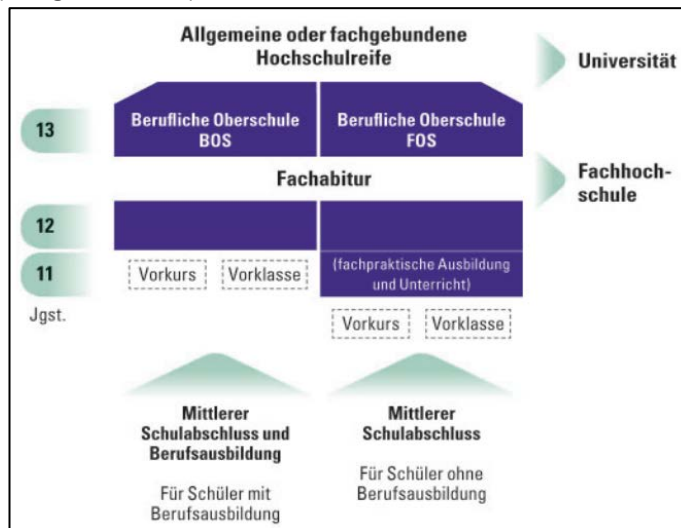 Allgemeine oder fachgebundene
Hochschulreife
Universität
13
Berufliche Oberschule
BOS
Berufliche Oberschule
FOS
Fachabitur
Fachhoch-
schule
12
11
Vorkurs
Vorklasse
(fachpraktische Ausbildung
und Unterricht)
Jgst.
Vorkurs
Vorklasse
Mittlerer
Schulabschluss und
Berufsausbildung
Für Schüler mit
Berufsausbildung
Mittlerer
Schulabschluss
Für Schüler ohne
Berufsausbildung